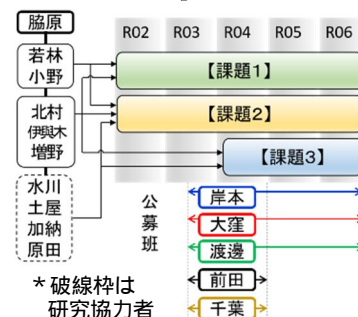 脇原
R02 R03 R04 R05 R06
若林
小野
【課題1】
北村
伊與木
増野
【課題2】
【課題3】
水川
土屋
加納
原田
公募班
岸本
大窪
渡邊
前田
千葉
*破線枠は
研究協力者